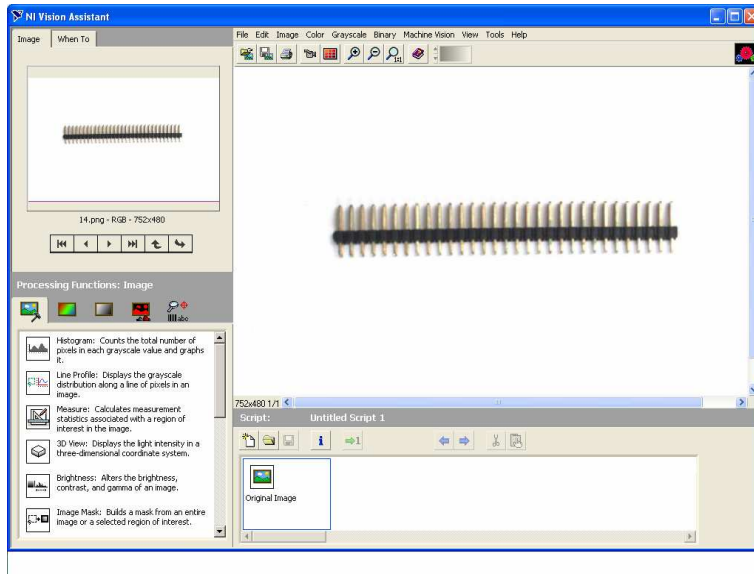 NI Vision Assistant
Image When To
File Edit Image Color Grayscale Binary Machine Vision View Tools Help
1:1
14.png - RGB - 752x480
Processing Functions: Image
abc
Histogram: Counts the total number of
pixels in each grayscale value and graphs
it.
Line Profile: Displays the grayscale
distribution along a line of pixels in an
image.
Measure: Calculates measurement
statistics associated with a region of
interest in the image.
3D View: Displays the light intensity in a
three-dimensional coordinate system.
Brightness: Alters the brightness,
contrast, and gamma of an image.
Image Mask: Builds a mask from an entire
image or a selected region of interest.
752x480 1/1
Script: Untitled Script 1
1
Original Image